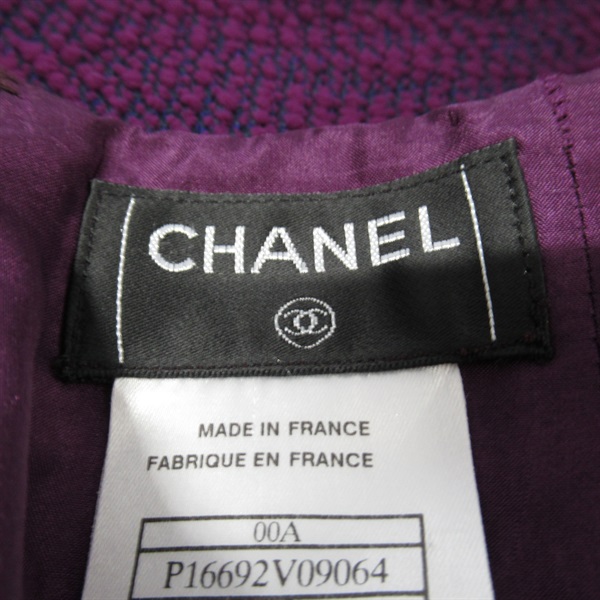 CHANEL
MADE IN FRANCE
FABRIQUE EN FRANCE
00A
P16692V09064